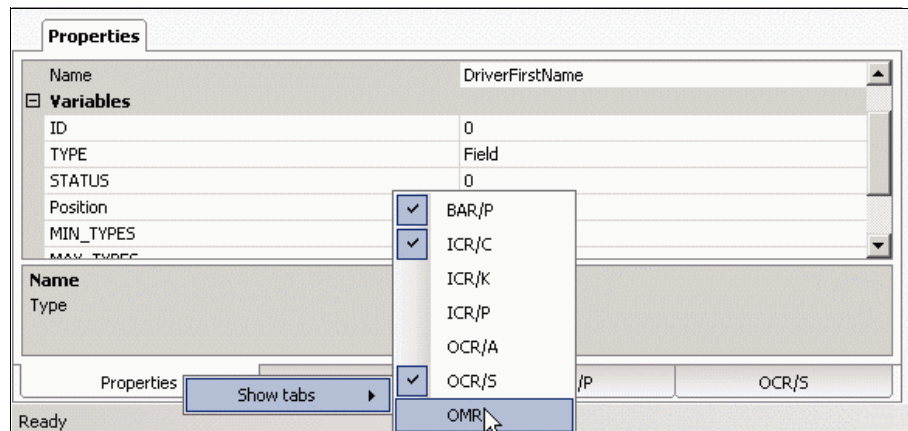 Properties
Name DriverFirstName
Variables
ID 0
TYPE Field
STATUS 0
Position
MIN_TYPES
MAX_TYPES
Name
Type
BAR/P
ICR/C
ICR/K
ICR/P
OCR/A
OCR/S
OMR
Show tabs
Properties /P OCR/S
Ready